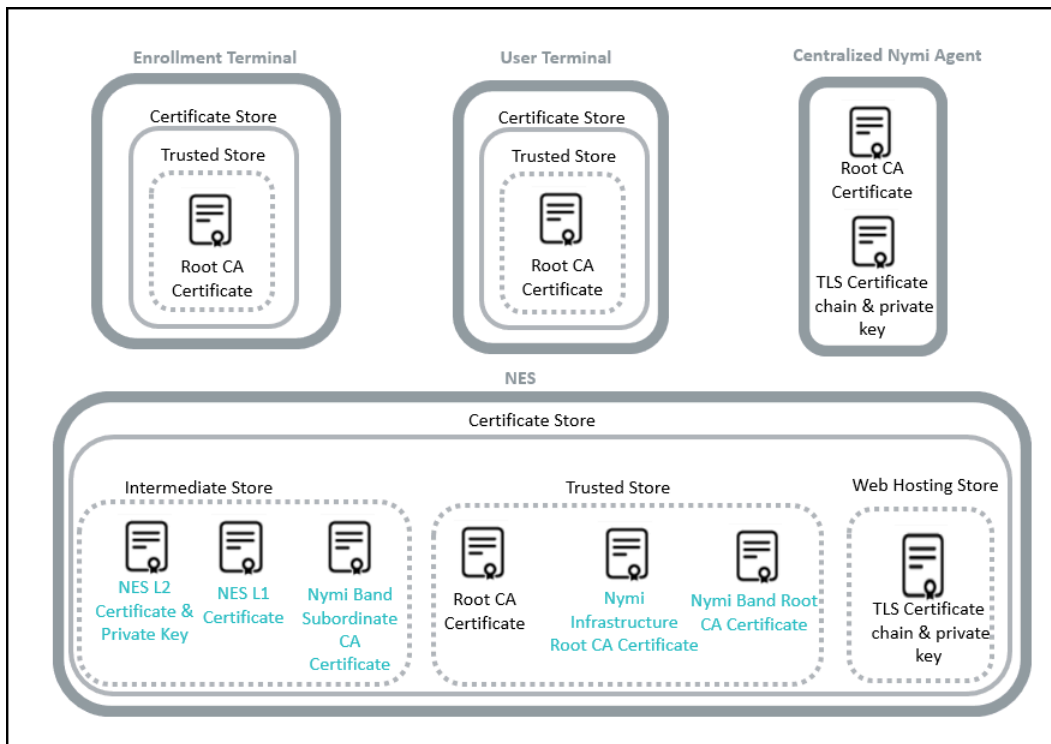 Enrollment Terminal
Certificate Store
Trusted Store
Root CA
Certificate
User Terminal
Certificate Store
Trusted Store
Root CA
Certificate
Centralized Nymi Agent
Root CA
Certificate
TLS Certificate
chain & private
key
NES
Certificate Store
Intermediate Store
NES L2
Certificate &
Private Key
NES L1
Certificate
Nymi Band
Subordinate
CA
Certificate
Trusted Store
Root CA
Certificate
Nymi
Infrastructure
Root CA Certificate
Nymi Band Root
CA Certificate
Web Hosting Store
TLS Certificate
chain & private
key